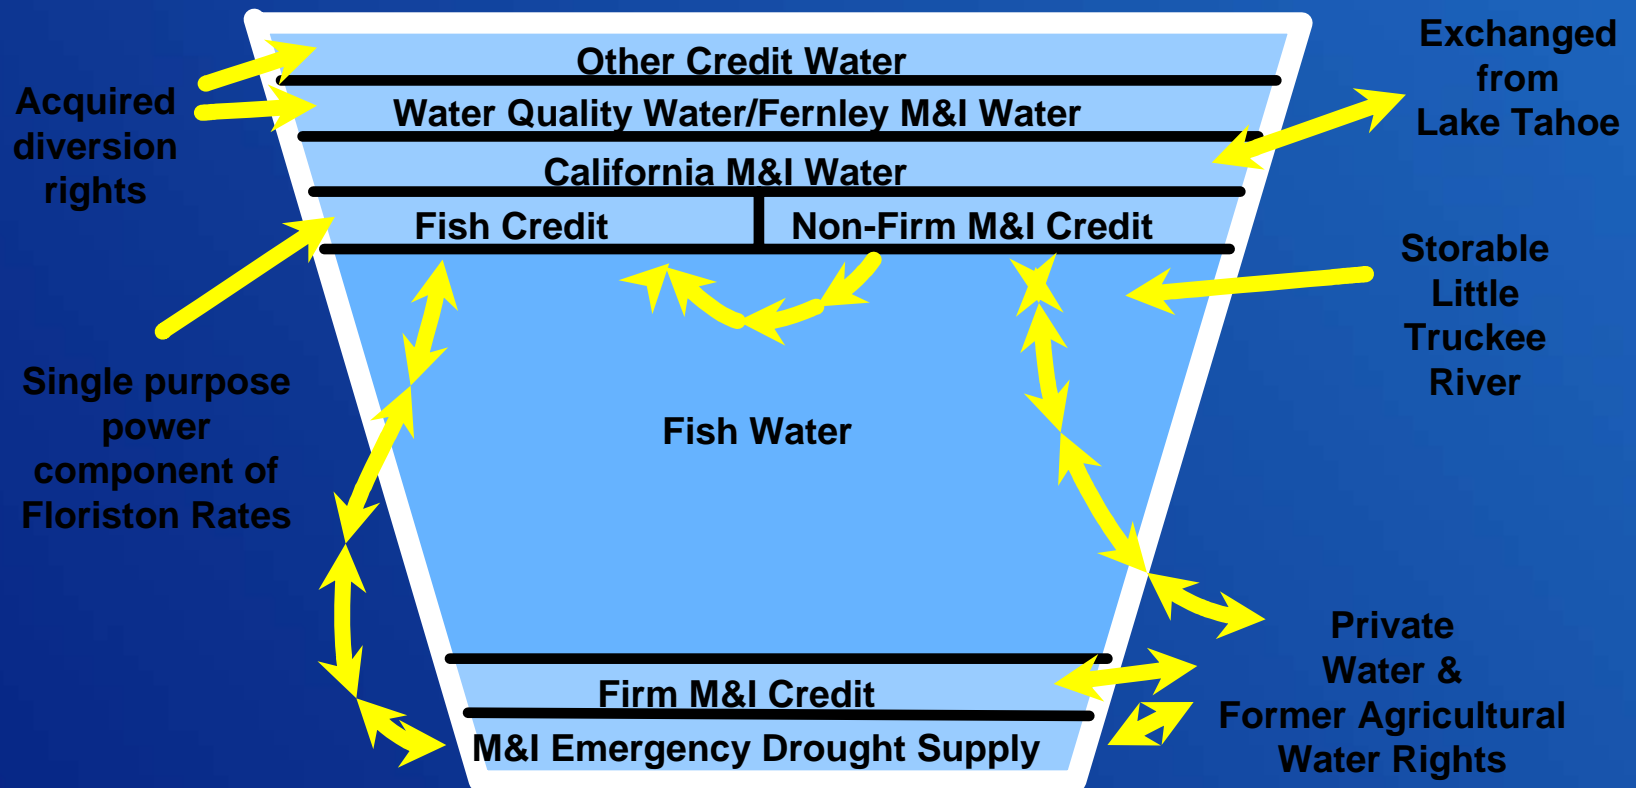 Other Credit Water
Water Quality Water/Fernley M&I Water
California M&I Water
Fish Credit
Non-Firm M&I Credit
Fish Water
Firm M&I Credit
M&I Emergency Drought Supply
Acquired
diversion
rights
Single purpose
power
component of
Floriston Rates
Exchanged
from
Lake Tahoe
Storable
Little
Truckee
River
Private
Water &
Former Agricultural
Water Rights